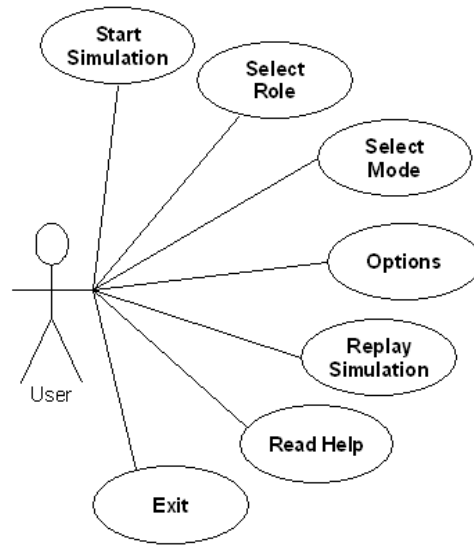 Start
Simulation
Select
Role
Select
Mode
Options
Replay
Simulation
User
Read Help
Exit